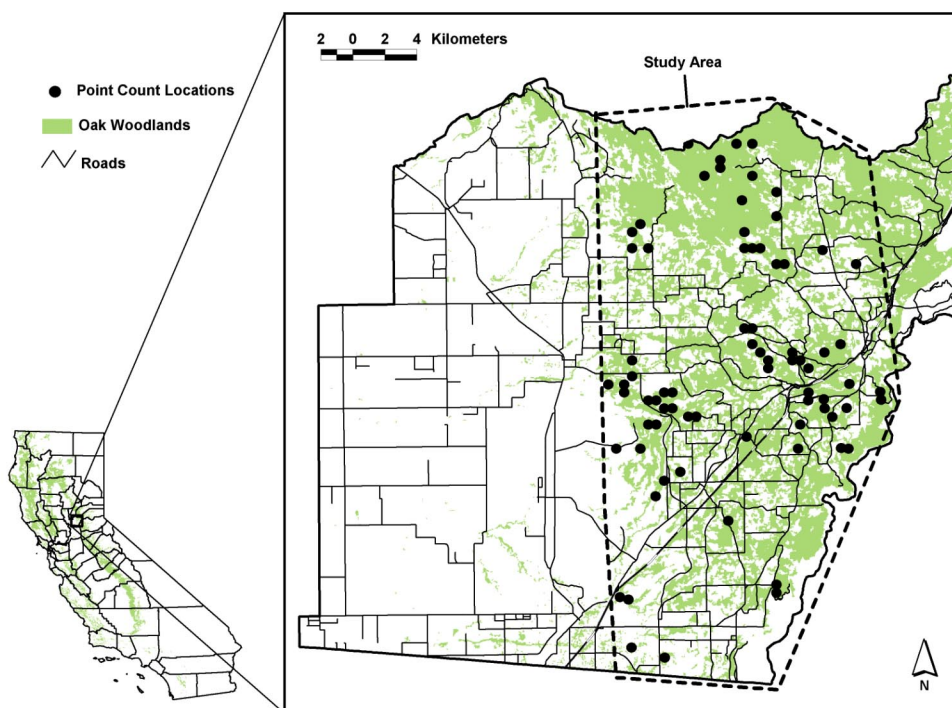 2 0 2 4 Kilometers
Study Area
Point Count Locations
Oak Woodlands
Roads
N